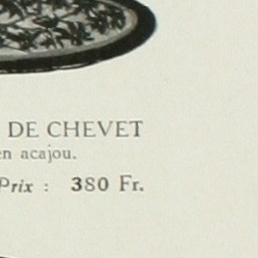 DE CHEVET
en acajou.
Prix : 380 Fr.